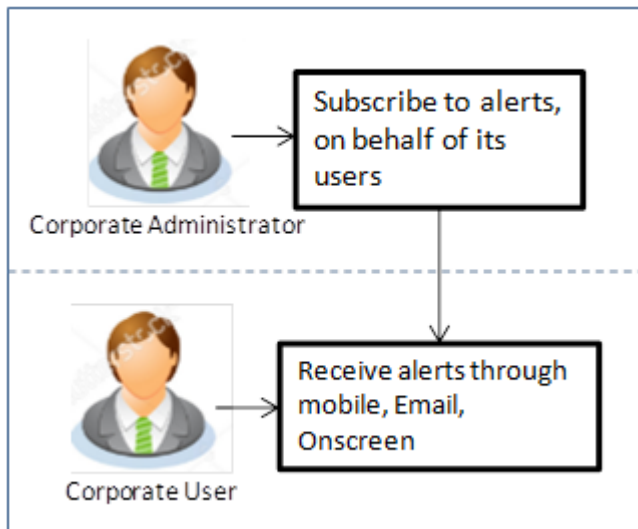 Subscribe to alerts,
on behalf of its
users
Corporate Administrator
Receive alerts through
mobile, Email,
Onscreen
Corporate User